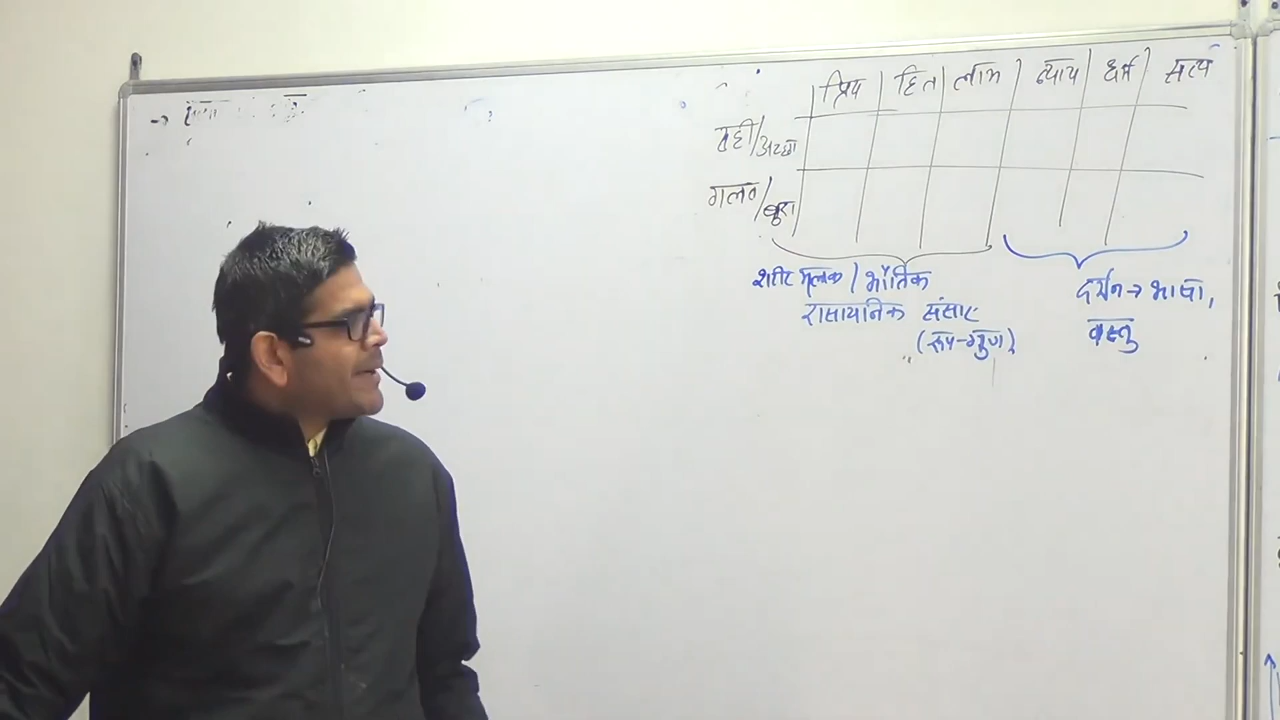 प्रिय हित लाभ न्याय धर्म सत्य
सही/अच्छा
गलत/बुरा
शरीर मूलक / भौतिक
रासायनिक संसार
(रूप-गुण)
दर्शन → भाषा,
वस्तु